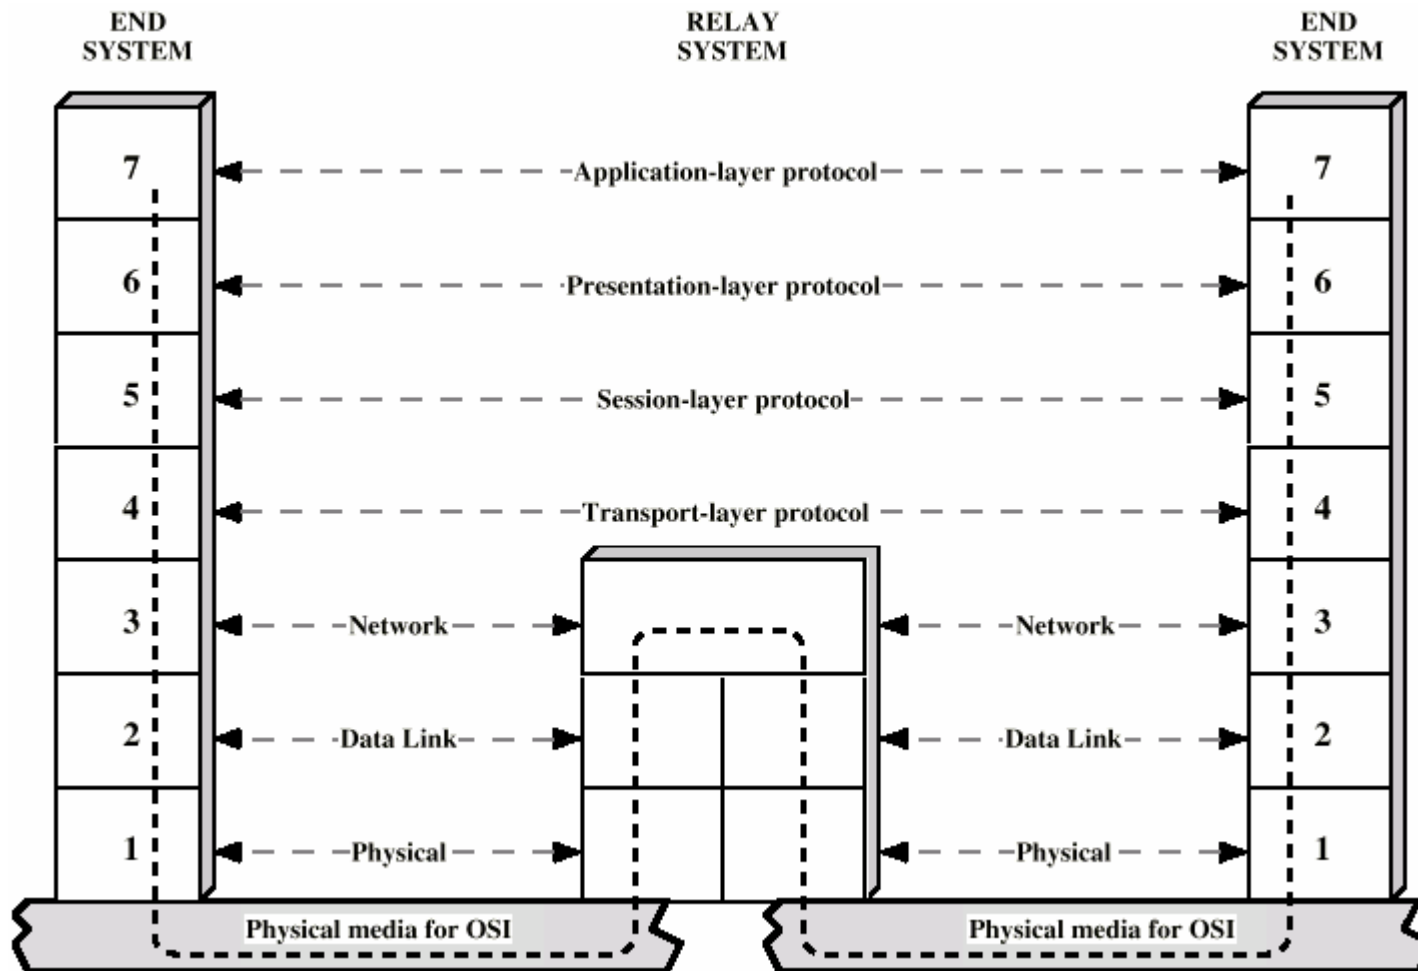 END
SYSTEM
RELAY
SYSTEM
END
SYSTEM
7
Application-layer protocol
7
6
Presentation-layer protocol
6
5
Session-layer protocol
5
4
Transport-layer protocol
4
3
Network
Network
3
2
Data Link
Data Link
2
1
Physical
Physical
1
Physical media for OSI
Physical media for OSI